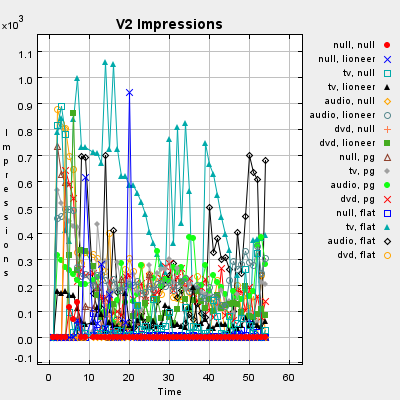 V2 Impressions
x10³
1.1
1.0
0.9
0.8
0.7
0.6
0.5
0.4
0.3
0.2
0.1
0.0
-0.1
Impressions
0 10 20 30 40 50 60
Time
null, null
null, lioneer
tv, null
tv, lioneer
audio, null
audio, lioneer
dvd, null
dvd, lioneer
null, pg
tv, pg
audio, pg
dvd, pg
null, flat
tv, flat
audio, flat
dvd, flat